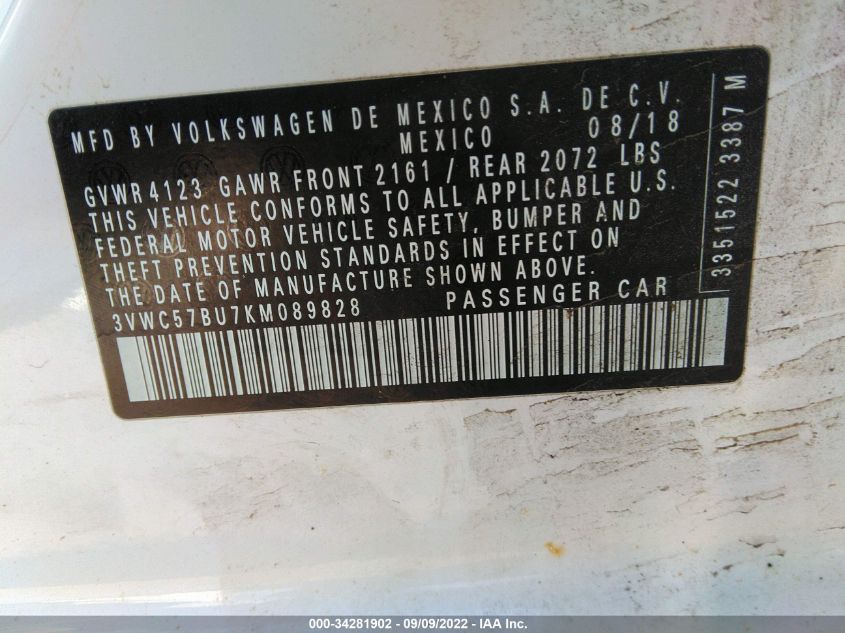 MFD BY VOLKSWAGEN DE MEXICO S.A. DE C.V.
MEXICO 08/18
GVWR 4123 GAWR FRONT 2161 / REAR 2072 LBS
THIS VEHICLE CONFORMS TO ALL APPLICABLE U.S.
FEDERAL MOTOR VEHICLE SAFETY, BUMPER AND
THEFT PREVENTION STANDARDS IN EFFECT ON
THE DATE OF MANUFACTURE SHOWN ABOVE.
3VWC57BU7KM089828 PASSENGER CAR
3351522 3387 M
000-34281902 - 09/09/2022 - IAA Inc.